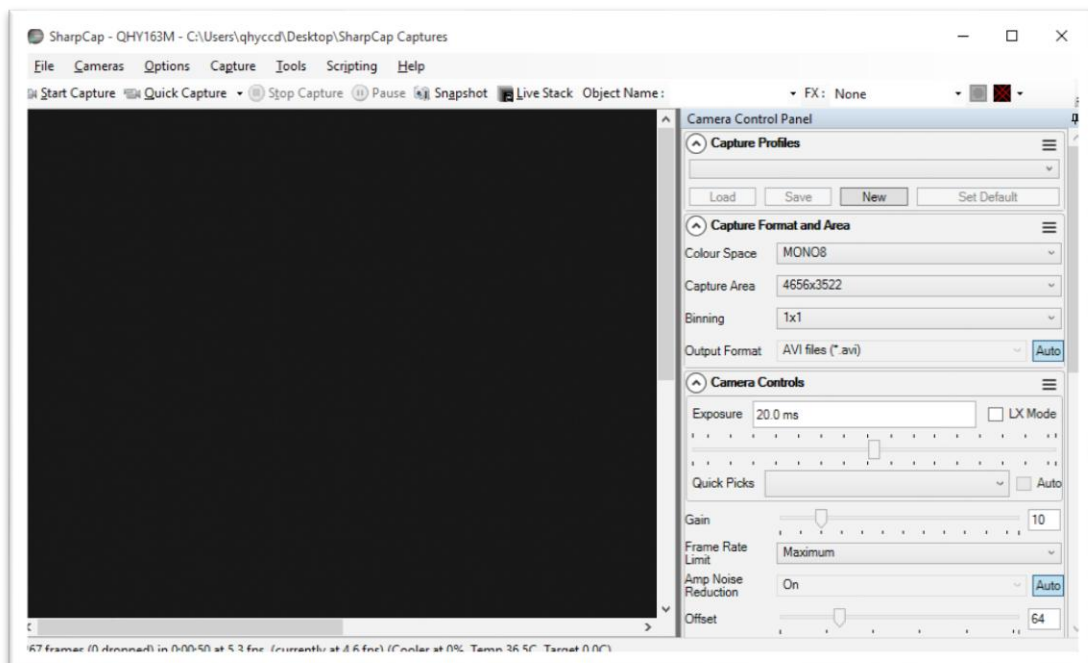 SharpCap - QHY163M - C:\Users\qhyccd\Desktop\SharpCap Captures
File Cameras Options Capture Tools Scripting Help
Start Capture Quick Capture Stop Capture Pause Snapshot Live Stack Object Name : FX : None
Camera Control Panel
Capture Profiles
Load Save New Set Default
Capture Format and Area
Colour Space MONO8
Capture Area 4656x3522
Binning 1x1
Output Format AVI files (*.avi) Auto
Camera Controls
Exposure 20.0 ms LX Mode
Quick Picks Auto
Gain 10
Frame Rate Limit Maximum
Amp Noise Reduction On Auto
Offset 64
67 frames (0 dropped) in 0:00:50 at 5.3 fps (currently at 4.6 fps) (Cooler at 0%, Temp 36.5C, Target 0.0C)